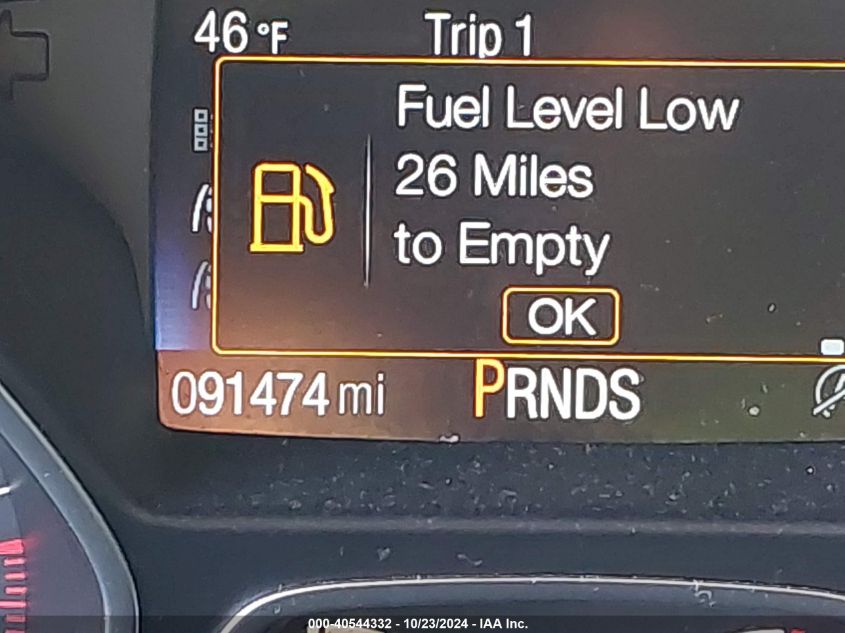 46 °F Trip 1
Fuel Level Low
26 Miles
to Empty
OK
091474 mi PRNDS
000-40544332 - 10/23/2024 - IAA Inc.